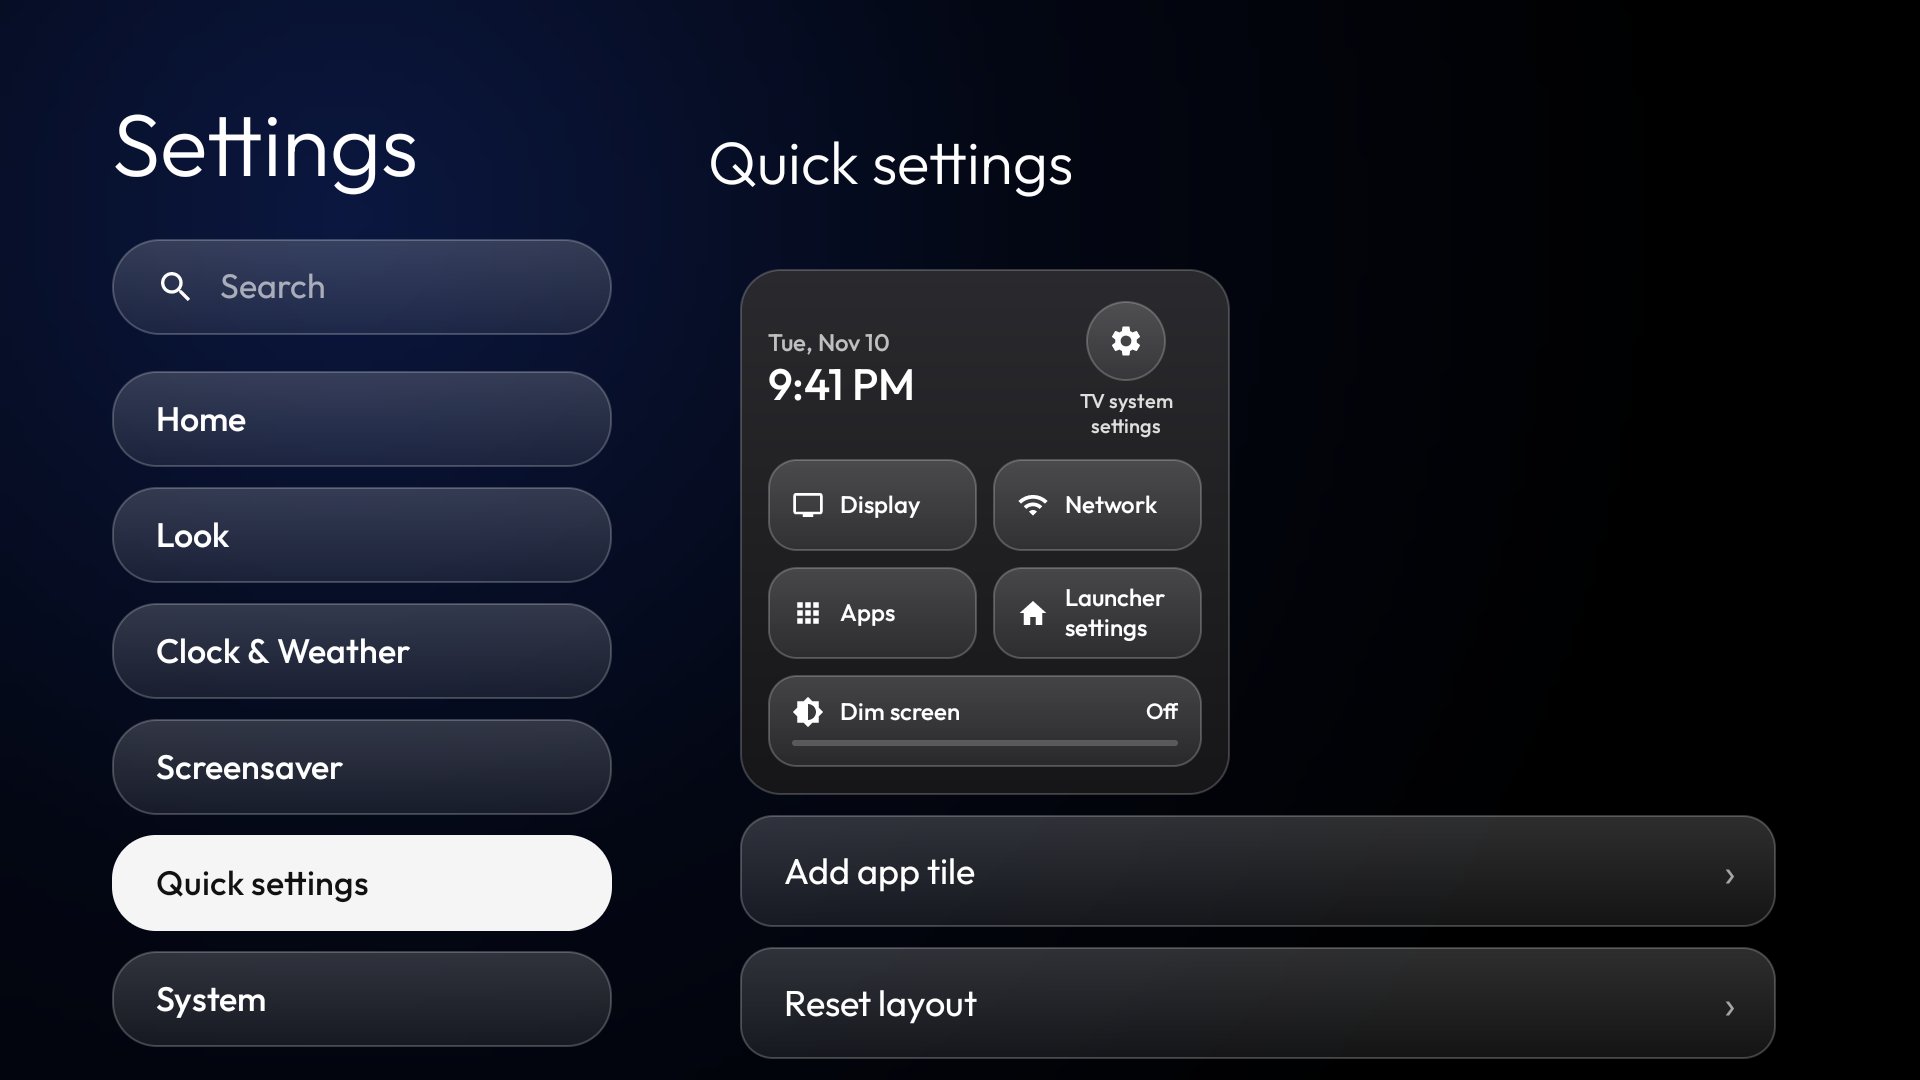 Settings
Search
Home
Look
Clock & Weather
Screensaver
Quick settings
System
Quick settings
Tue, Nov 10
9:41 PM
TV system
settings
Display
Network
Apps
Launcher
settings
Dim screen
Off
Add app tile
Reset layout